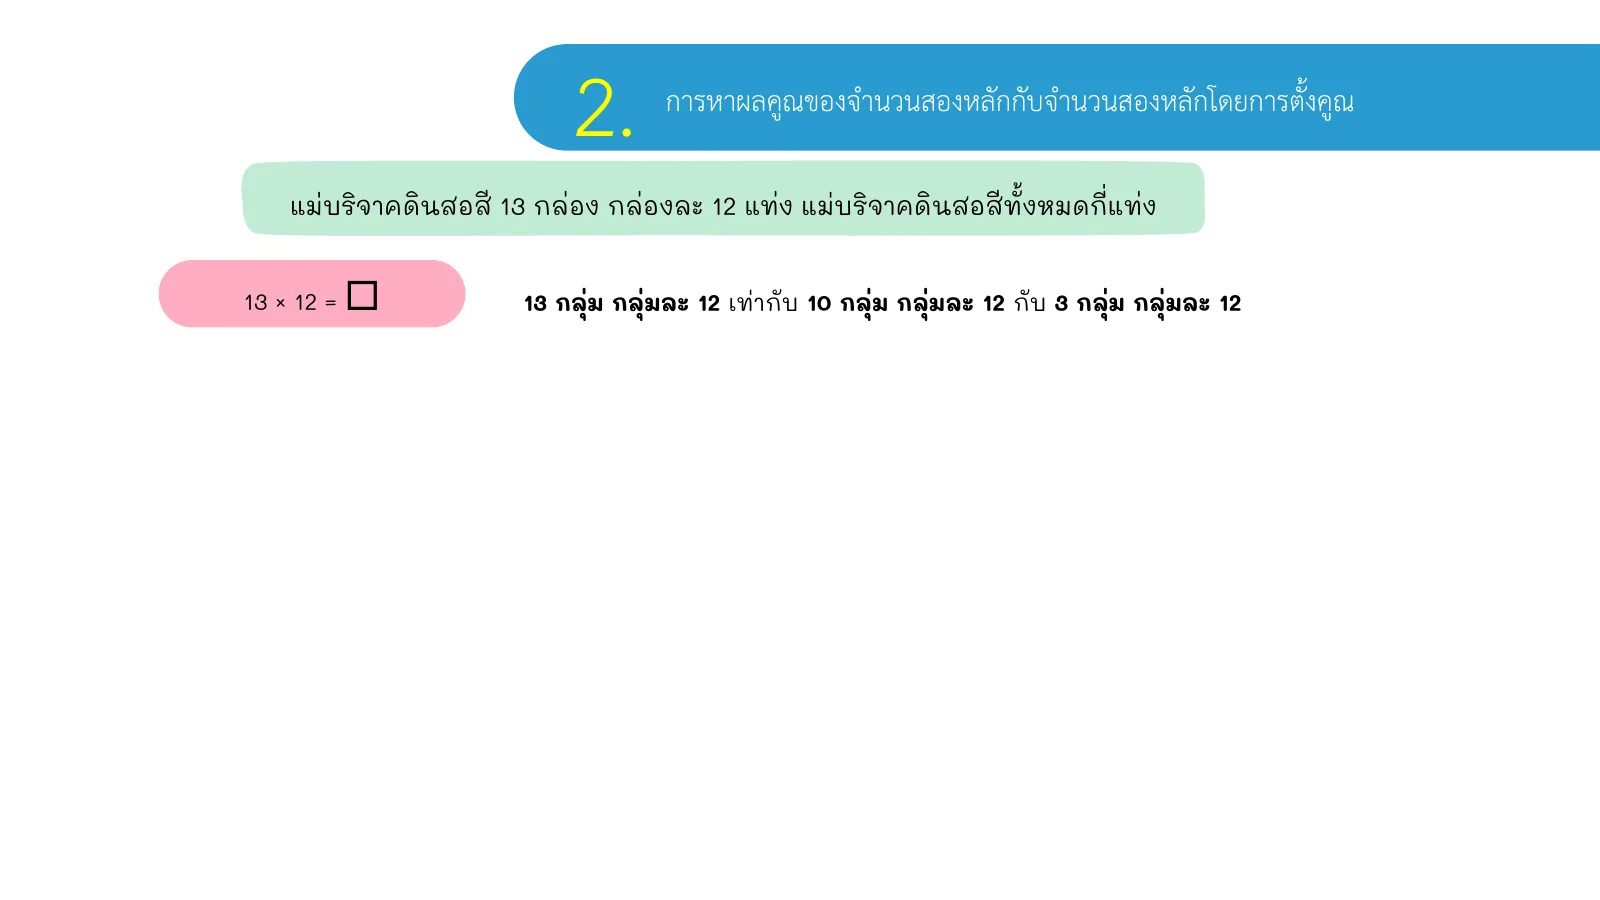 2. การหาผลคูณของจำนวนสองหลักกับจำนวนสองหลักโดยการตั้งคูณ
แม่บริจาคดินสอสี 13 กล่อง กล่องละ 12 แท่ง แม่บริจาคดินสอสีทั้งหมดกี่แท่ง
13 × 12 = □
13 กลุ่ม กลุ่มละ 12 เท่ากับ 10 กลุ่ม กลุ่มละ 12 กับ 3 กลุ่ม กลุ่มละ 12